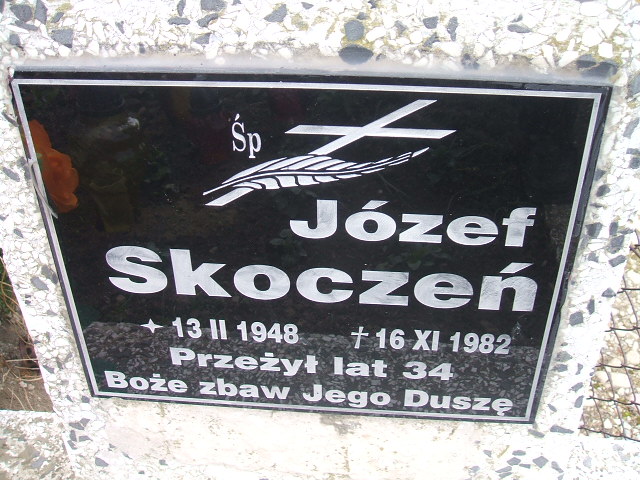 Śp
Józef
Skoczeń
13 II 1948 † 16 XI 1982
Przeżył lat 34
Boże zbaw Jego Duszę